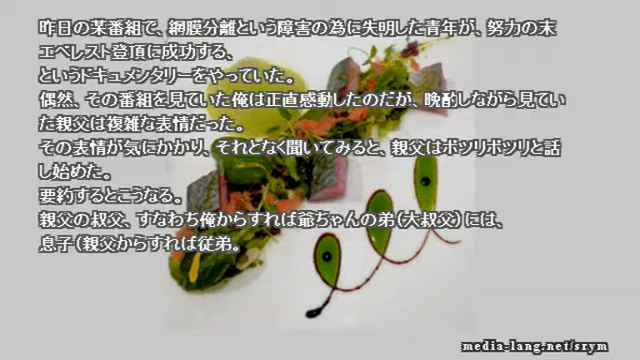 昨日の某番組で、網膜分離という障害の為に失明した青年が、努力の末
エベレスト登頂に成功する、
というドキュメンタリーをやっていた。
偶然、その番組を見ていた俺は正直感動したのだが、晩酌しながら見てい
た親父は複雑な表情だった。
その表情が気にかかり、それとなく聞いてみると、親父はポツリポツリと話
し始めた。
要約するとこうなる。
親父の叔父、すなわち俺からすれば爺ちゃんの弟（大叔父）には、
息子（親父からすれば従弟。
media-lang.net/srym